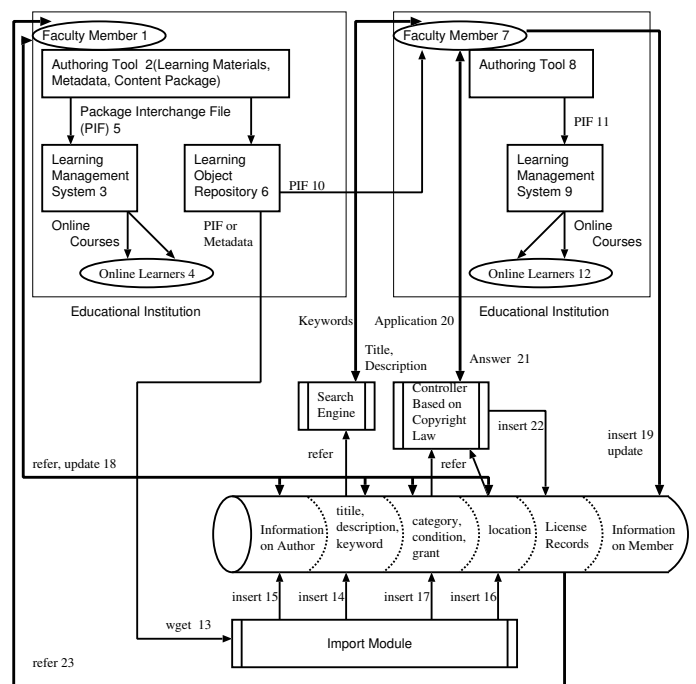 Faculty Member 1
Authoring Tool  2(Learning Materials,
Metadata, Content Package)
Package Interchange File
(PIF) 5
Learning
Management
System 3
Learning
Object
Repository 6
PIF 10
Online
Courses
PIF or
Metadata
Online Learners 4
Educational Institution
Faculty Member 7
Authoring Tool 8
PIF 11
Learning
Management
System 9
Online
Courses
Online Learners 12
Educational Institution
Keywords
Application 20
Title,
Description
Answer  21
Search
Engine
Controller
Based on
Copyright
Law
insert 22
insert 19
update
refer
refer
refer, update 18
Information
on Author
titile,
description,
keyword
category,
condition,
grant
location
License
Records
Information
on Member
insert 15
insert 14
insert 17
insert 16
wget  13
Import Module
refer 23